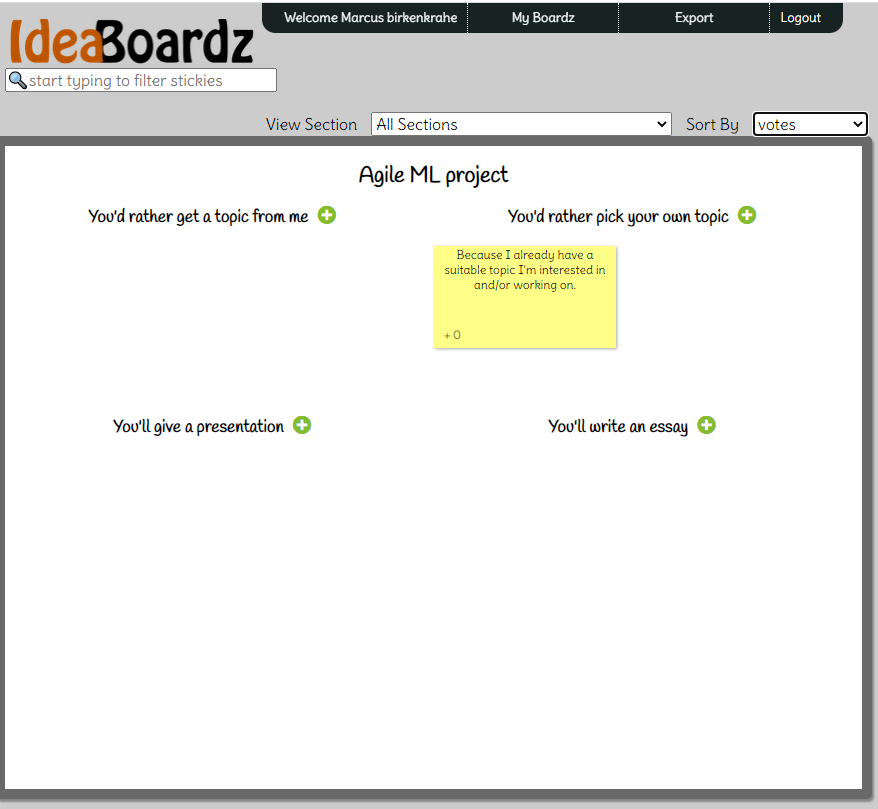 Welcome Marcus birkenkrahe
My Boardz
Export
Logout
IdeaBoardz
start typing to filter stickies
View Section
All Sections
Sort By
votes
Agile ML project
You'd rather get a topic from me
You'd rather pick your own topic
Because I already have a
suitable topic I'm interested in
and/or working on.
+ 0
You'll give a presentation
You'll write an essay